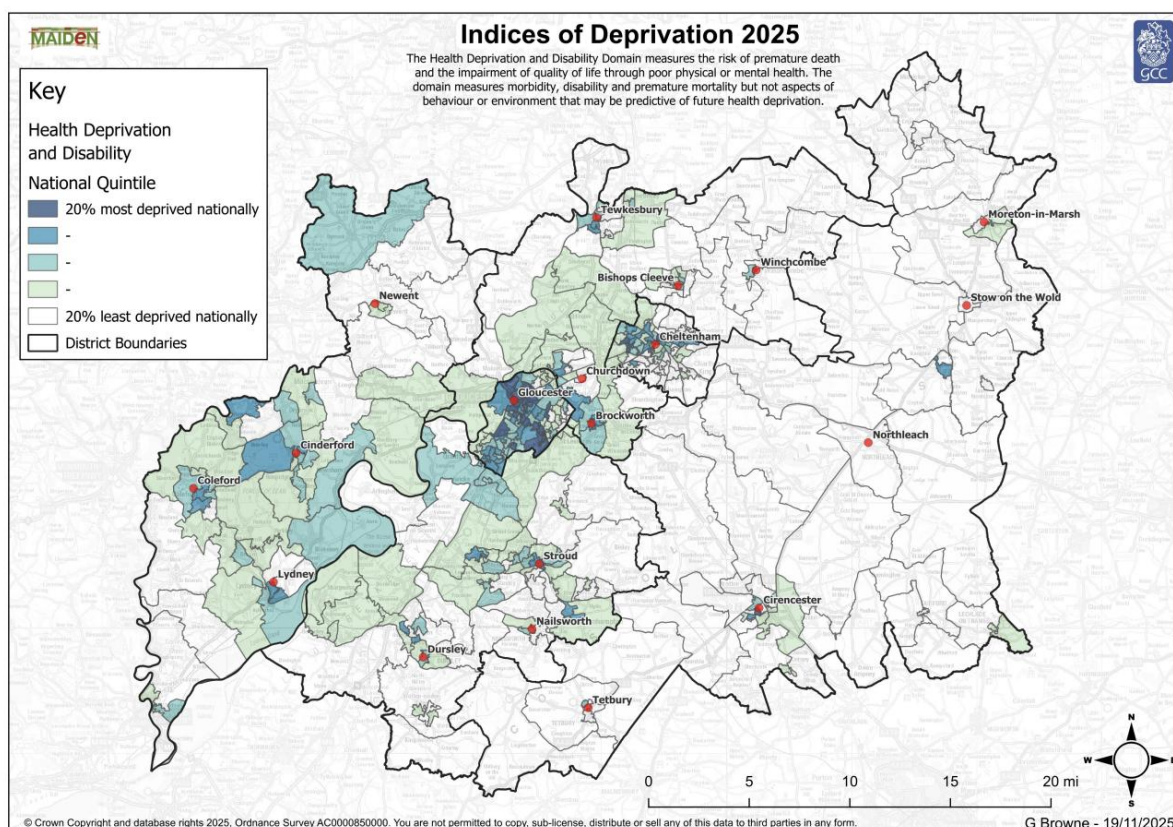 MAIDeN
Indices of Deprivation 2025
The Health Deprivation and Disability Domain measures the risk of premature death
and the impairment of quality of life through poor physical or mental health. The
domain measures morbidity, disability and premature mortality but not aspects of
behaviour or environment that may be predictive of future health deprivation.
GCC
Key
Health Deprivation
and Disability
National Quintile
20% most deprived nationally
-
-
-
20% least deprived nationally
District Boundaries
Tewkesbury
Moreton-in-Marsh
Winchcombe
Bishops Cleeve
Newent
Stow on the Wold
Cheltenham
Churchdown
Gloucester
Brockworth
Northleach
Cinderford
Coleford
Stroud
Lydney
Cirencester
Nailsworth
Dursley
Tetbury
N
W E
S
0 5 10 15 20 mi
© Crown Copyright and database rights 2025, Ordnance Survey AC0000850000. You are not permitted to copy, sub-license, distribute or sell any of this data to third parties in any form.
G Browne - 19/11/2025